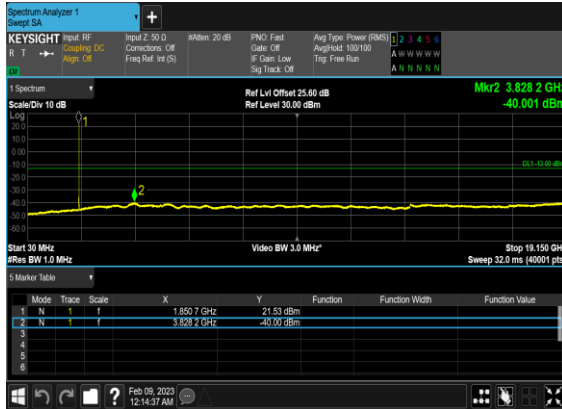 Spectrum Analyzer 1
Swept SA
+
KEYSIGHT Input: RF Input Z: 50 Ω #Atten: 20 dB PNO: Fast Avg Type: Power (RMS) 1 2 3 4 5 6
R T Coupling: DC Corrections: Off Gate: Off Avg|Hold: 100/100 A W W W W W
Align: Off Freq Ref: Int (S) IF Gain: Low Trig: Free Run
Sig Track: Off A N N N N N
LU
1 Spectrum Ref Lvl Offset 25.60 dB Mkr2 3.828 2 GHz
Scale/Div 10 dB Ref Level 30.00 dBm -40.001 dBm
Log
20.0
10.0
0.00
-10.0
-20.0
-30.0
-40.0
-50.0
-60.0
1
2
DL1 -13.00 dBm
Start 30 MHz Video BW 3.0 MHz* Stop 19.150 GH
#Res BW 1.0 MHz Sweep 32.0 ms (40001 pts
5 Marker Table
Mode Trace Scale X Y Function Function Width Function Value
1 N 1 f 1.850 7 GHz 21.53 dBm
2 N 1 f 3.828 2 GHz -40.00 dBm
3
4
5
6
? Feb 09, 2023
12:14:37 AM